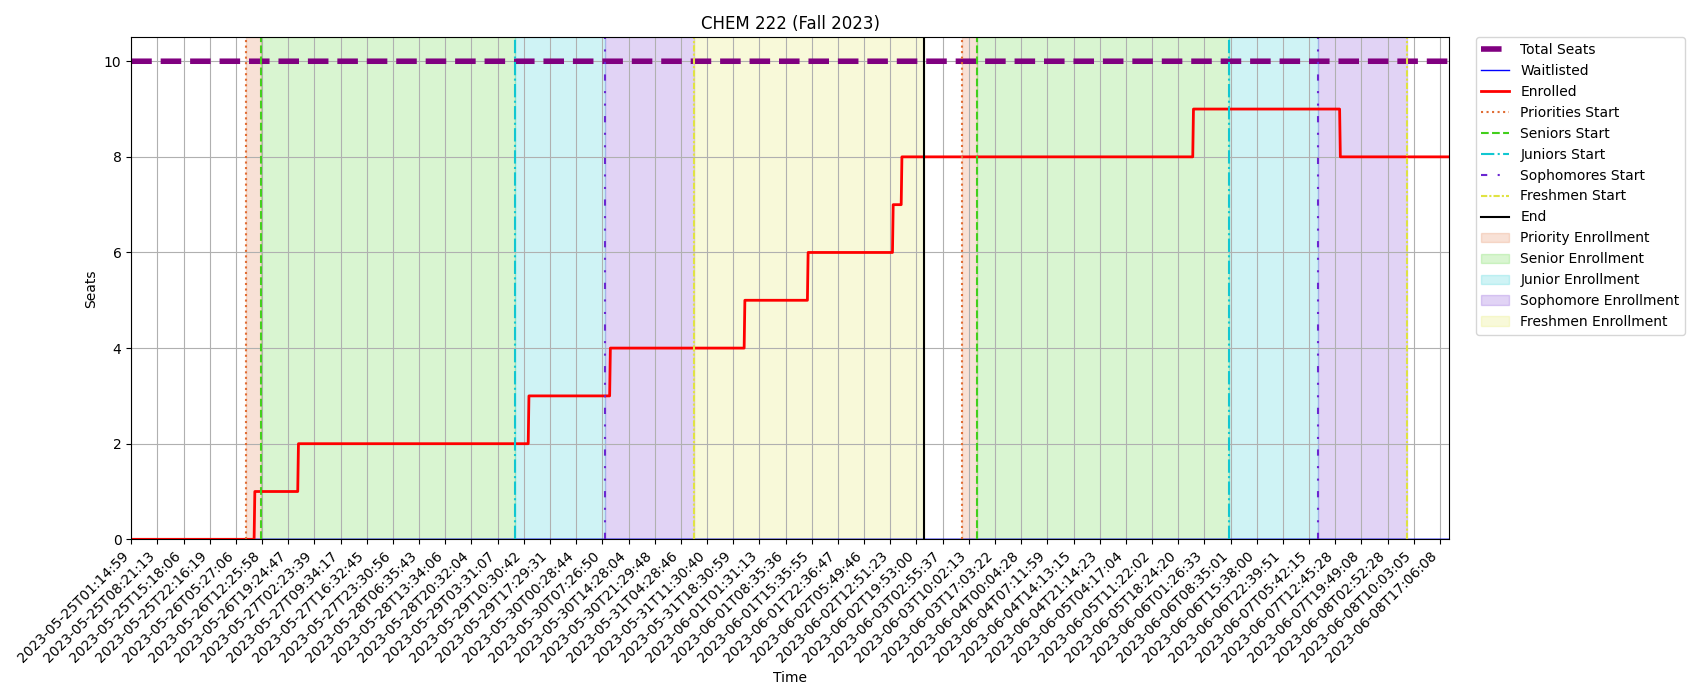 CHEM 222 (Fall 2023)
Seats
10
8
6
4
2
0
2023-05-25T01:14:59
2023-05-25T08:21:13
2023-05-25T15:18:06
2023-05-25T22:16:19
2023-05-26T05:27:06
2023-05-26T12:25:58
2023-05-26T19:24:47
2023-05-27T02:23:39
2023-05-27T09:34:17
2023-05-27T16:32:45
2023-05-27T23:30:56
2023-05-28T06:35:43
2023-05-28T13:34:06
2023-05-28T20:32:04
2023-05-29T03:31:07
2023-05-29T10:30:42
2023-05-29T17:29:31
2023-05-30T00:28:44
2023-05-30T07:26:50
2023-05-30T14:28:04
2023-05-30T21:29:48
2023-05-31T04:28:46
2023-05-31T11:30:40
2023-05-31T18:30:59
2023-06-01T01:31:13
2023-06-01T08:35:36
2023-06-01T15:35:55
2023-06-01T22:36:47
2023-06-02T05:49:46
2023-06-02T12:51:23
2023-06-02T19:53:00
2023-06-03T02:55:37
2023-06-03T10:02:13
2023-06-03T17:03:22
2023-06-04T00:04:28
2023-06-04T07:11:59
2023-06-04T14:13:15
2023-06-04T21:14:23
2023-06-05T04:17:04
2023-06-05T11:22:02
2023-06-05T18:24:20
2023-06-06T01:26:33
2023-06-06T08:35:01
2023-06-06T15:38:00
2023-06-06T22:39:51
2023-06-07T05:42:15
2023-06-07T12:45:28
2023-06-07T19:49:08
2023-06-08T02:52:28
2023-06-08T10:03:05
2023-06-08T17:06:08
Time
Total Seats
Waitlisted
Enrolled
Priorities Start
Seniors Start
Juniors Start
Sophomores Start
Freshmen Start
End
Priority Enrollment
Senior Enrollment
Junior Enrollment
Sophomore Enrollment
Freshmen Enrollment